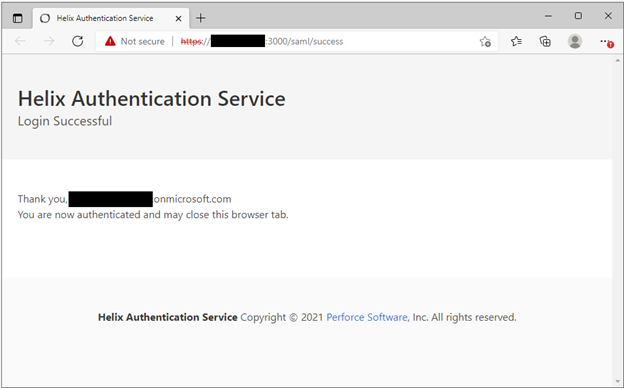 Helix Authentication Service
Not secure | https:// :3000/saml/success
Helix Authentication Service
Login Successful
Thank you, .onmicrosoft.com
You are now authenticated and may close this browser tab.
Helix Authentication Service Copyright © 2021 Perforce Software, Inc. All rights reserved.